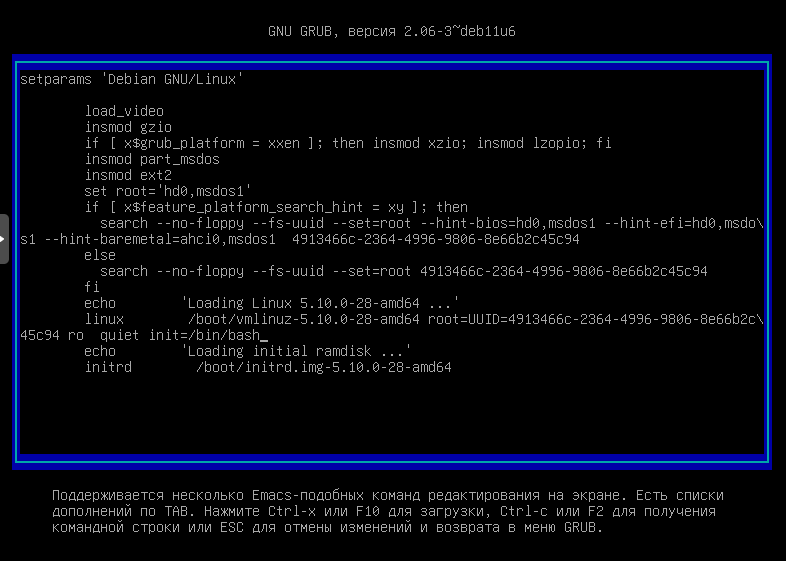 GNU GRUB, версия 2.06-3~deb11u6
setparams 'Debian GNU/Linux'
load_video
insmod gzio
if [ x$grub_platform = xxen ]; then insmod xzio; insmod lzopio; fi
insmod part_msdos
insmod ext2
set root='hd0,msdos1'
if [ x$feature_platform_search_hint = xy ]; then
search --no-floppy --fs-uuid --set=root --hint-bios=hd0,msdos1 --hint-efi=hd0,msdo\
s1 --hint-baremetal=ahci0,msdos1  4913466c-2364-4996-9806-8e66b2c45c94
else
search --no-floppy --fs-uuid --set=root 4913466c-2364-4996-9806-8e66b2c45c94
fi
echo        'Loading Linux 5.10.0-28-amd64 ...'
linux        /boot/vmlinuz-5.10.0-28-amd64 root=UUID=4913466c-2364-4996-9806-8e66b2c\
45c94 ro  quiet init=/bin/bash_
echo        'Loading initial ramdisk ...'
initrd        /boot/initrd.img-5.10.0-28-amd64
Поддерживается несколько Emacs-подобных команд редактирования на экране. Есть списки
дополнений по TAB. Нажмите Ctrl-x или F10 для загрузки, Ctrl-c или F2 для получения
командной строки или ESC для отмены изменений и возврата в меню GRUB.